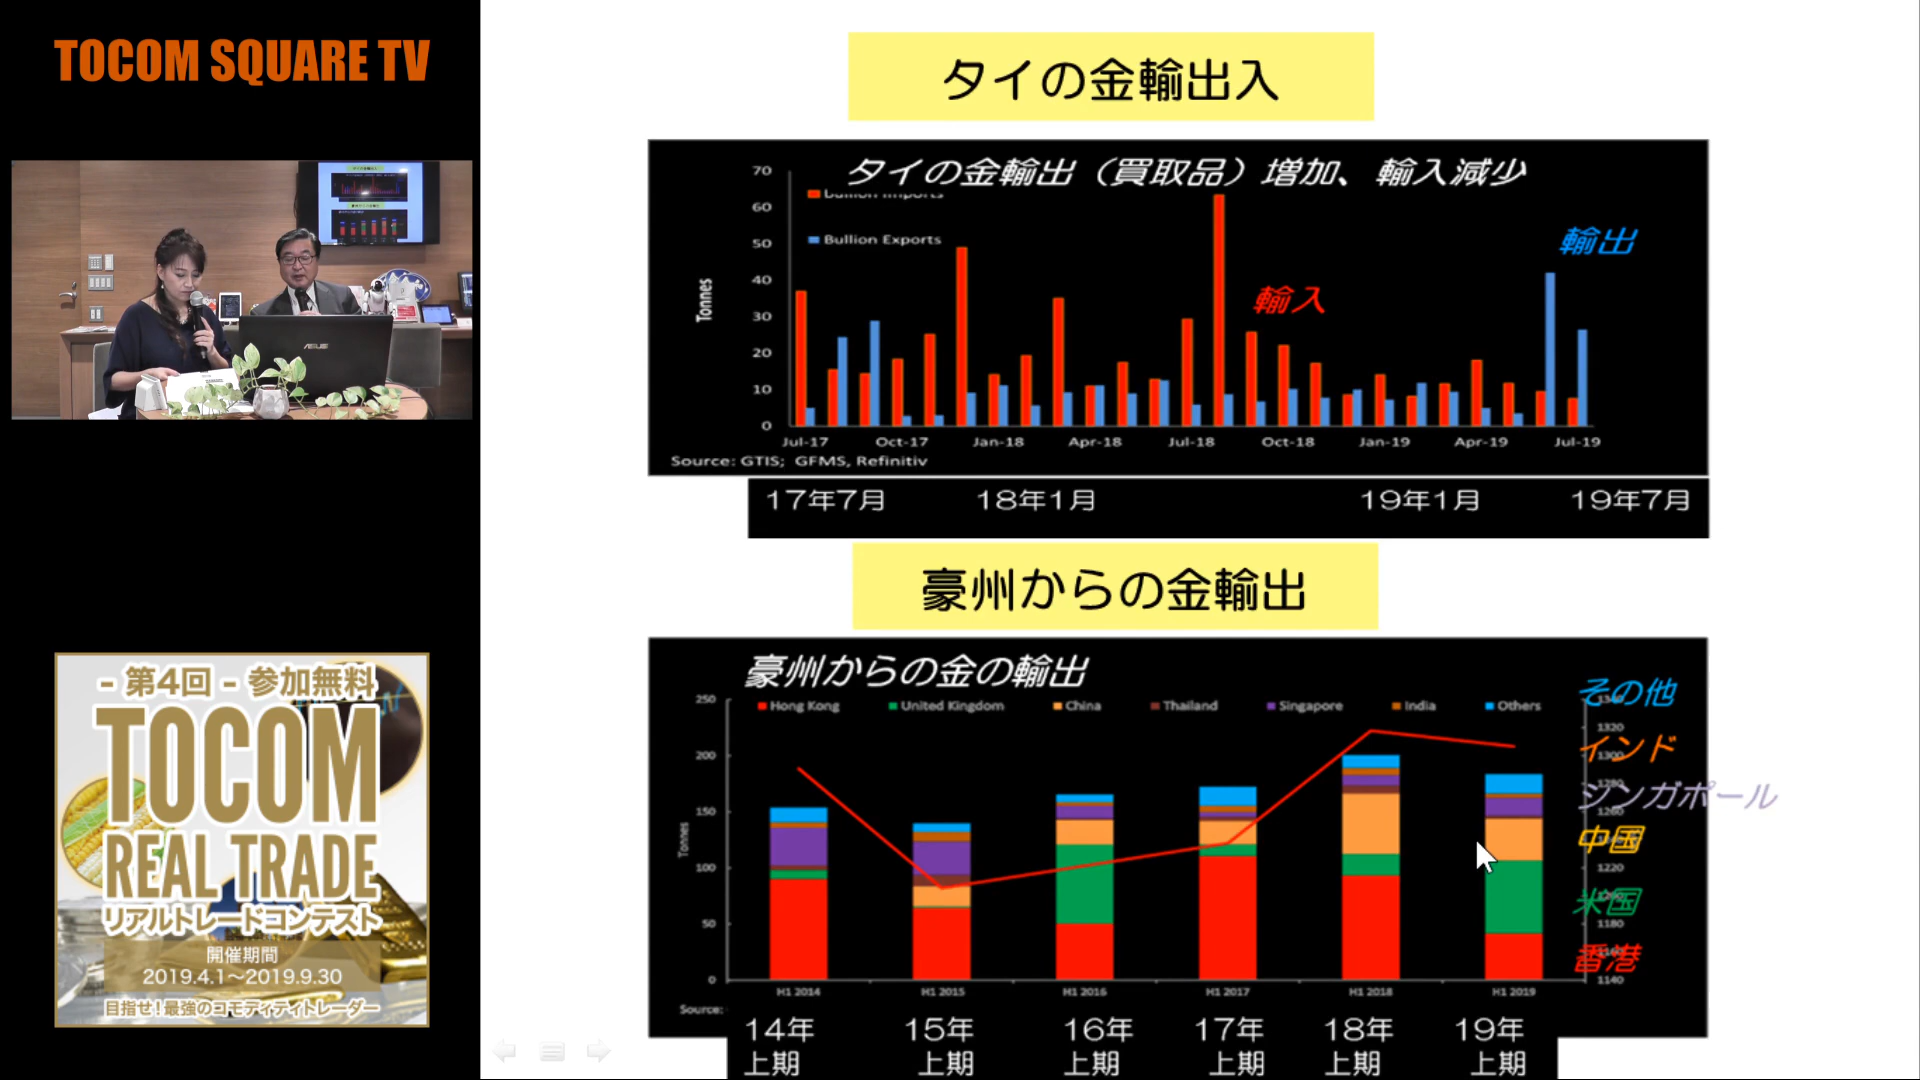 TOCOM SQUARE TV
ASUS
- 第4回 - 参加無料
TOCOM
REAL TRADE
リアルトレードコンテスト
開催期間
2019.4.1～2019.9.30
目指せ!最強のコモディティトレーダー
タイの金輸出入
タイの金輸出（買取品）増加、輸入減少
Bullion Imports
Bullion Exports
輸出
輸入
Tonnes
70
60
50
40
30
20
10
0
Jul-17 Oct-17 Jan-18 Apr-18 Jul-18 Oct-18 Jan-19 Apr-19 Jul-19
Source: GTIS; GFMS, Refinitiv
17年7月 18年1月 19年1月 19年7月
豪州からの金輸出
豪州からの金の輸出
Hong Kong United Kingdom China Thailand Singapore India Others
Tonnes
250
200
150
100
50
0
その他
1320
インド
1300
1280
シンガポール
1260
中国
1220
米国
1180
香港
1140
H1 2014 H1 2015 H1 2016 H1 2017 H1 2018 H1 2019
Source:
14年 15年 16年 17年 18年 19年
上期 上期 上期 上期 上期 上期